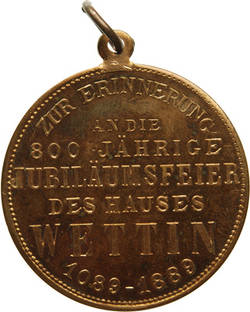 ZUR ERINNERUNG
AN DIE
800 JÄHRIGE
JUBILÄUMSFEIER
DES HAUSES
WETTIN
1089-1889